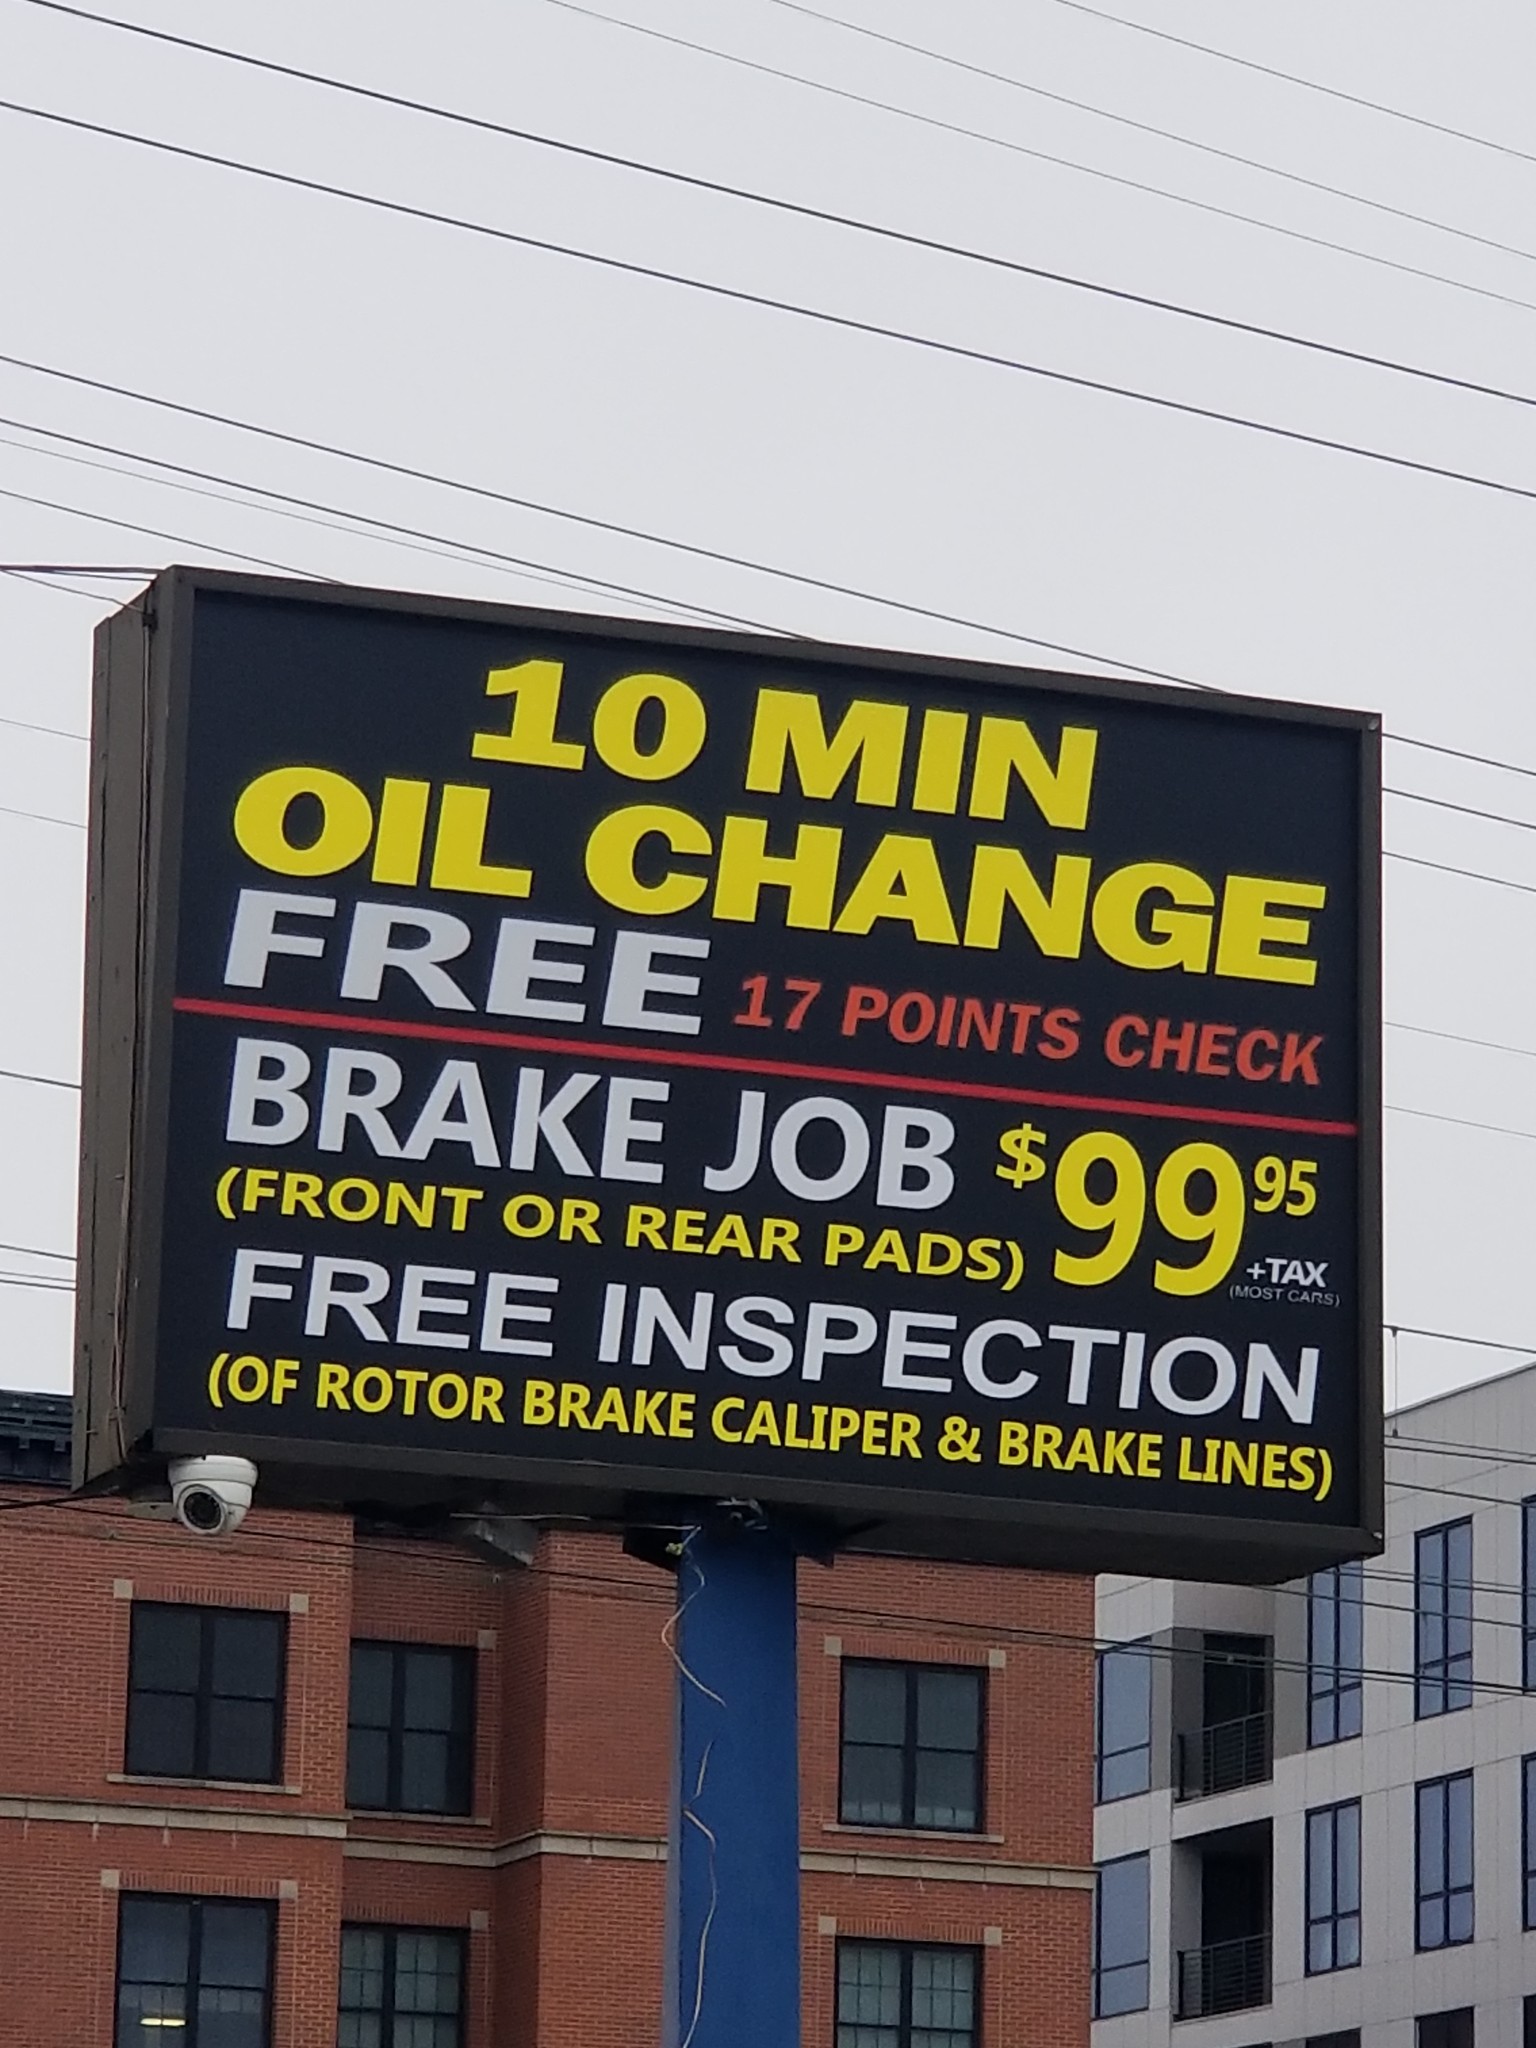 10 MIN
OIL CHANGE
FREE 17 POINTS CHECK
BRAKE JOB $99 95
(FRONT OR REAR PADS)
+TAX
(MOST CARS)
FREE INSPECTION
(OF ROTOR BRAKE CALIPER & BRAKE LINES)